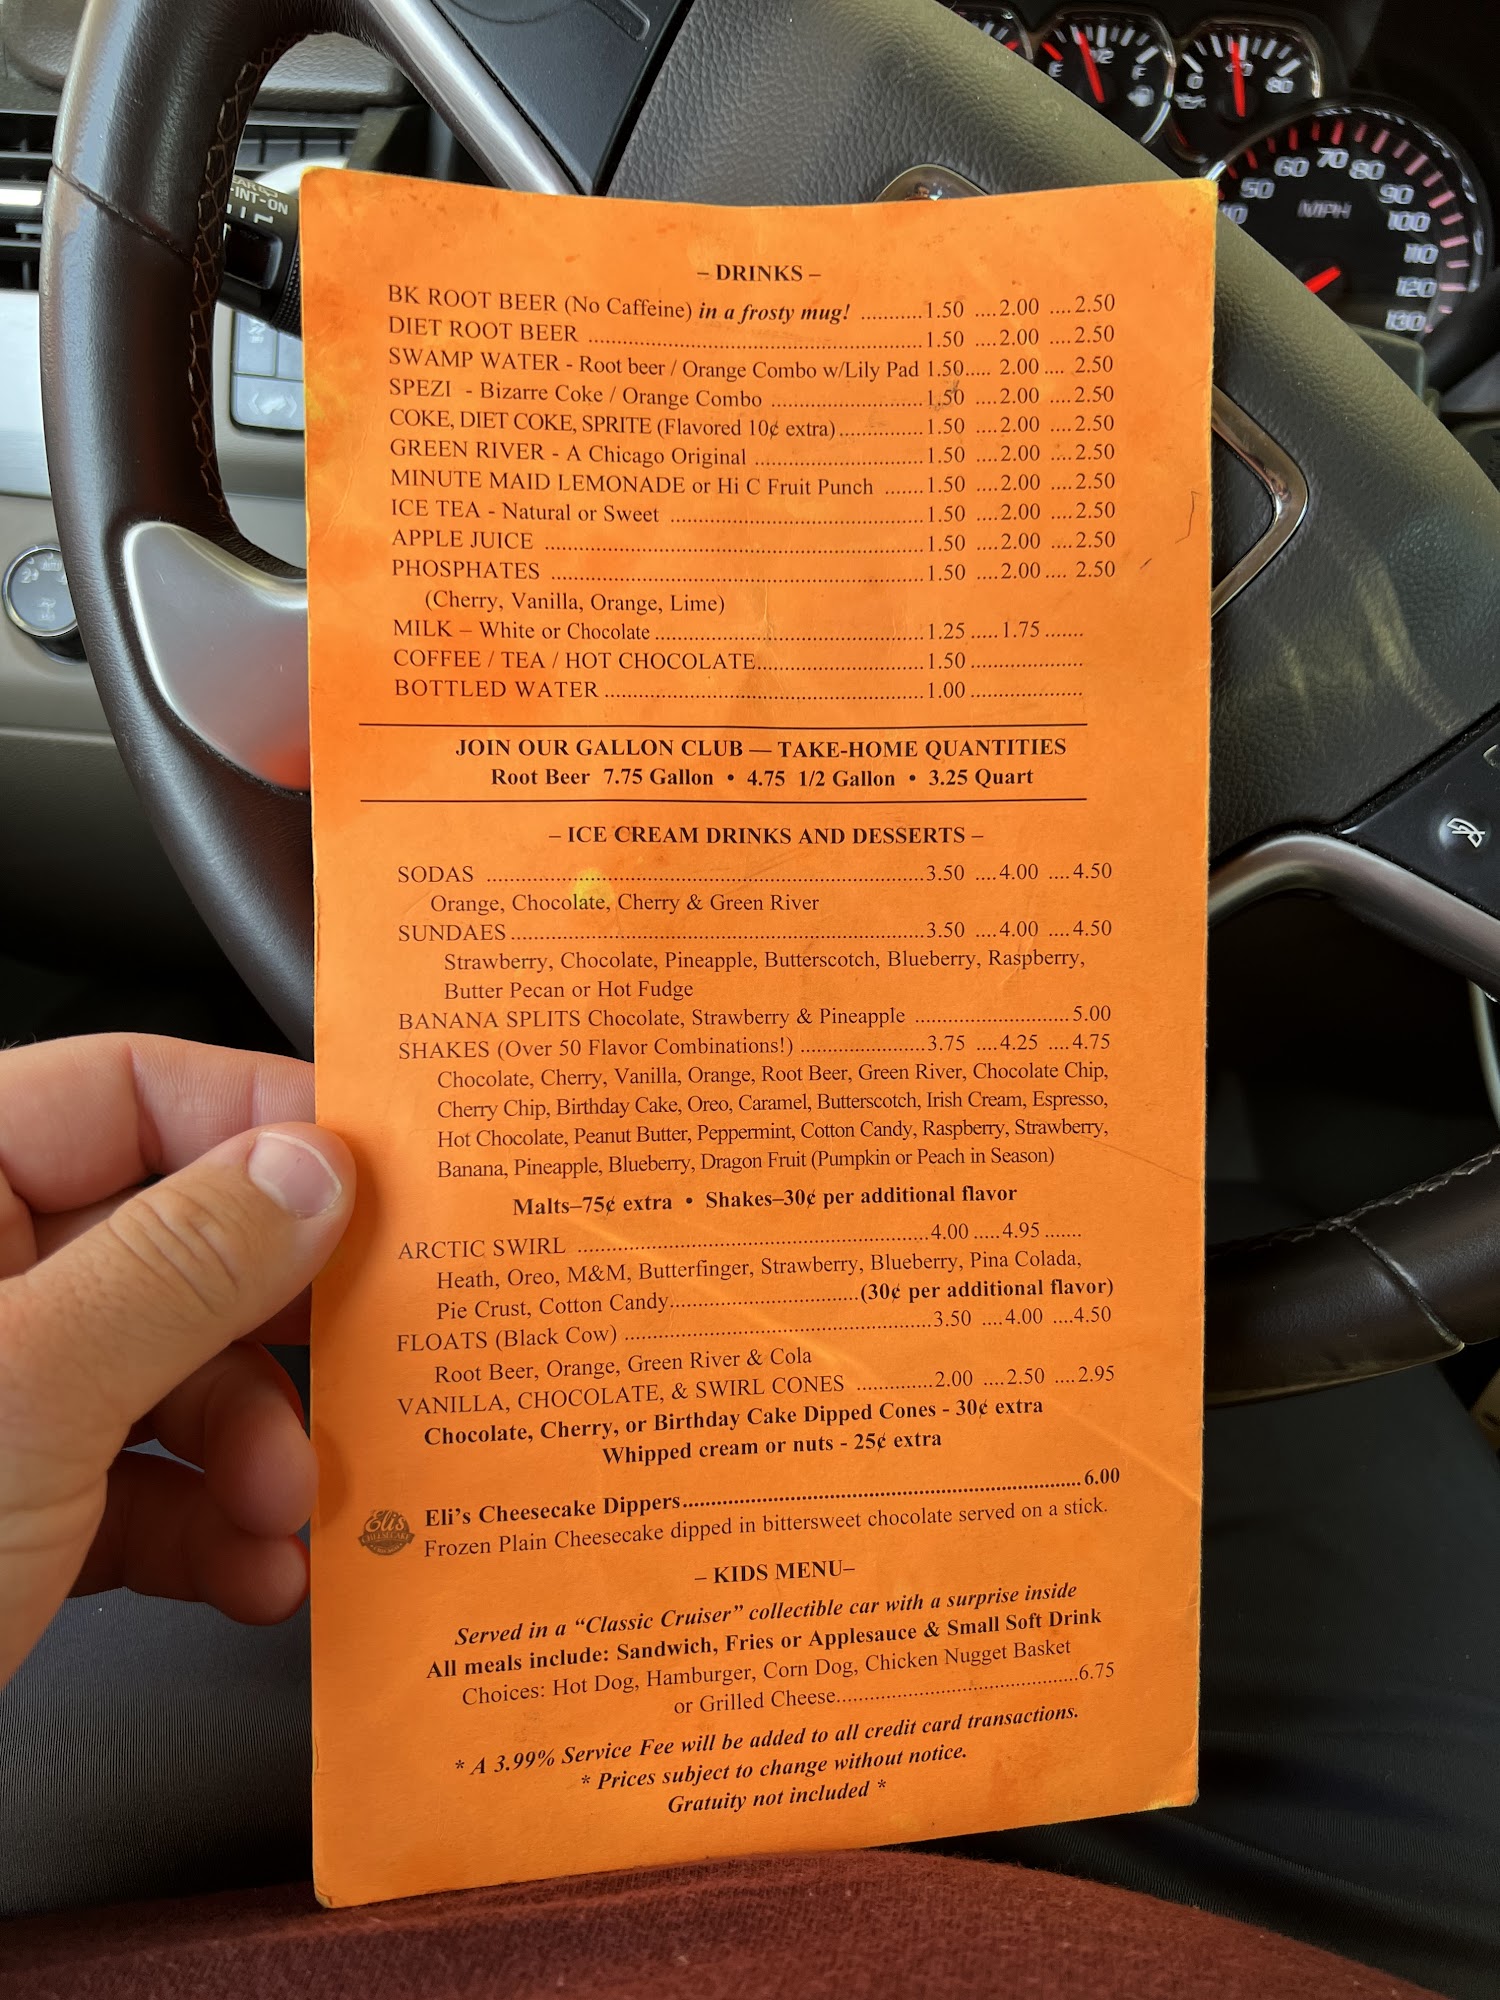 – DRINKS –
BK ROOT BEER (No Caffeine) in a frosty mug! ...........1.50 ....2.00 ....2.50
DIET ROOT BEER ........................................................1.50 ....2.00 ....2.50
SWAMP WATER - Root beer / Orange Combo w/Lily Pad 1.50..... 2.00 .... 2.50
SPEZI - Bizarre Coke / Orange Combo .........................1.50 ....2.00 ....2.50
COKE, DIET COKE, SPRITE (Flavored 10¢ extra)..............1.50 ....2.00 ....2.50
GREEN RIVER - A Chicago Original ............................1.50 ....2.00 ....2.50
MINUTE MAID LEMONADE or Hi C Fruit Punch .......1.50 ....2.00 ....2.50
ICE TEA - Natural or Sweet ..........................................1.50 ....2.00 ....2.50
APPLE JUICE ...............................................................1.50 ....2.00 ....2.50
PHOSPHATES ..............................................................1.50 ....2.00 .... 2.50
(Cherry, Vanilla, Orange, Lime)
MILK – White or Chocolate .............................................1.25 .....1.75 .......
COFFEE / TEA / HOT CHOCOLATE............................1.50 ....................
BOTTLED WATER .....................................................1.00 ....................
JOIN OUR GALLON CLUB — TAKE-HOME QUANTITIES
Root Beer 7.75 Gallon • 4.75 1/2 Gallon • 3.25 Quart
– ICE CREAM DRINKS AND DESSERTS –
SODAS .........................................................................3.50 ....4.00 ....4.50
Orange, Chocolate, Cherry & Green River
SUNDAES.....................................................................3.50 ....4.00 ....4.50
Strawberry, Chocolate, Pineapple, Butterscotch, Blueberry, Raspberry,
Butter Pecan or Hot Fudge
BANANA SPLITS Chocolate, Strawberry & Pineapple ..........................5.00
SHAKES (Over 50 Flavor Combinations!) .....................3.75 ....4.25 ....4.75
Chocolate, Cherry, Vanilla, Orange, Root Beer, Green River, Chocolate Chip,
Cherry Chip, Birthday Cake, Oreo, Caramel, Butterscotch, Irish Cream, Espresso,
Hot Chocolate, Peanut Butter, Peppermint, Cotton Candy, Raspberry, Strawberry,
Banana, Pineapple, Blueberry, Dragon Fruit (Pumpkin or Peach in Season)
Malts–75¢ extra • Shakes–30¢ per additional flavor
ARCTIC SWIRL ...........................................................4.00 .....4.95 .......
Heath, Oreo, M&M, Butterfinger, Strawberry, Blueberry, Pina Colada,
Pie Crust, Cotton Candy................................(30¢ per additional flavor)
FLOATS (Black Cow) ...................................................3.50 ....4.00 ....4.50
Root Beer, Orange, Green River & Cola
VANILLA, CHOCOLATE, & SWIRL CONES .............2.00 ....2.50 ....2.95
Chocolate, Cherry, or Birthday Cake Dipped Cones - 30¢ extra
Whipped cream or nuts - 25¢ extra
Eli's CHEESECAKE
Eli's Cheesecake Dippers....................................................................6.00
Frozen Plain Cheesecake dipped in bittersweet chocolate served on a stick.
– KIDS MENU–
Served in a “Classic Cruiser” collectible car with a surprise inside
All meals include: Sandwich, Fries or Applesauce & Small Soft Drink
Choices: Hot Dog, Hamburger, Corn Dog, Chicken Nugget Basket
or Grilled Cheese.........................................6.75
* A 3.99% Service Fee will be added to all credit card transactions.
* Prices subject to change without notice.
Gratuity not included *
INT-ON
E 1/2 F
0 40 80
50 60 70 80 90 100 110 120 130
MPH